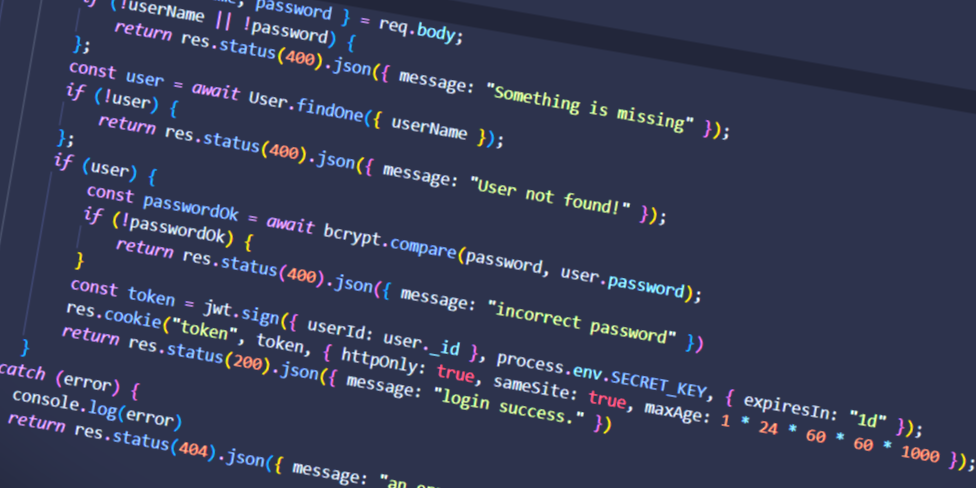 password } = req.body;
if (!userName || !password) {
return res.status(400).json({ message: "Something is missing" });
};
const user = await User.findOne({ userName });
if (!user) {
return res.status(400).json({ message: "User not found!" });
};
if (user) {
const passwordOk = await bcrypt.compare(password, user.password);
if (!passwordOk) {
return res.status(400).json({ message: "incorrect password" })
}
const token = jwt.sign({ userId: user._id }, process.env.SECRET_KEY, { expiresIn: "1d" });
res.cookie("token", token, { httpOnly: true, sameSite: true, maxAge: 1 * 24 * 60 * 60 * 1000 });
return res.status(200).json({ message: "login success." })
}
catch (error) {
console.log(error)
return res.status(404).json({ message: "an